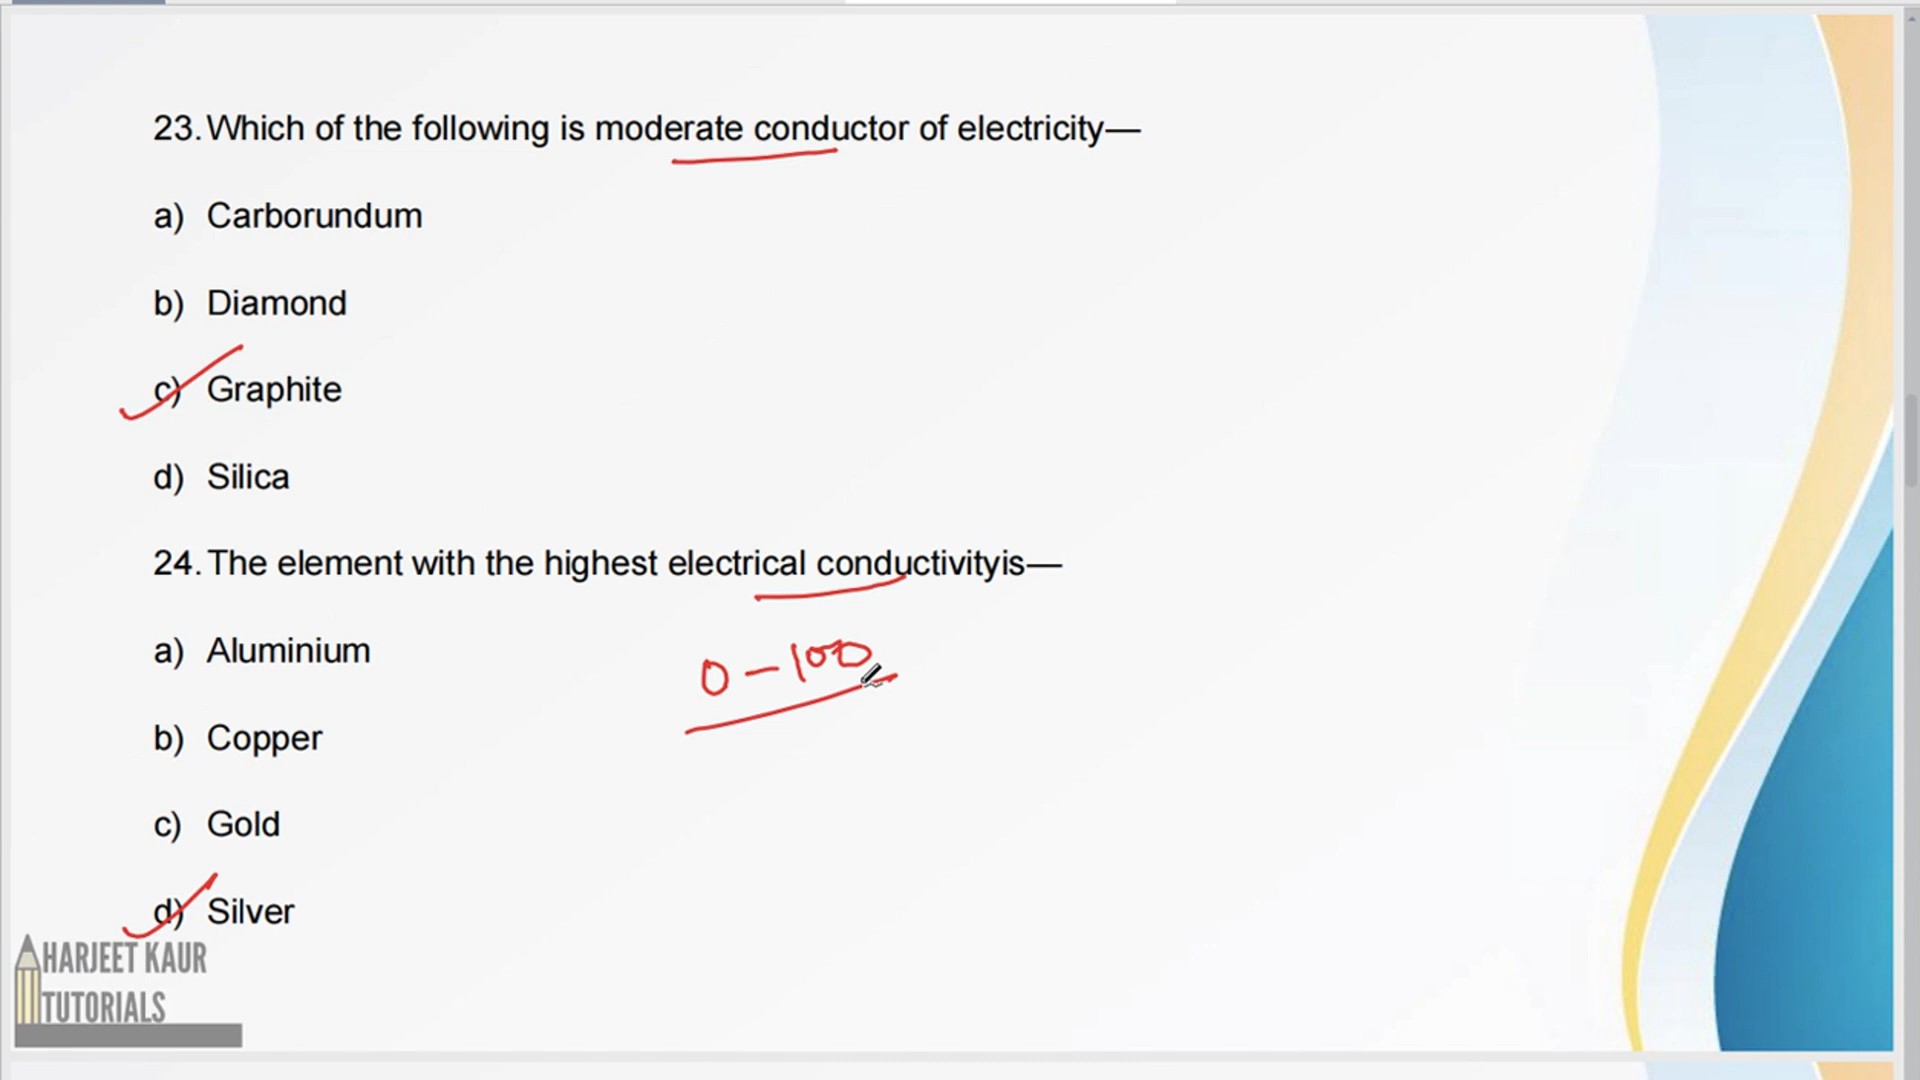 23. Which of the following is moderate conductor of electricity—
a) Carborundum
b) Diamond
c) Graphite
d) Silica
24. The element with the highest electrical conductivityis—
a) Aluminium
0-100
b) Copper
c) Gold
d) Silver
HARJEET KAUR
TUTORIALS